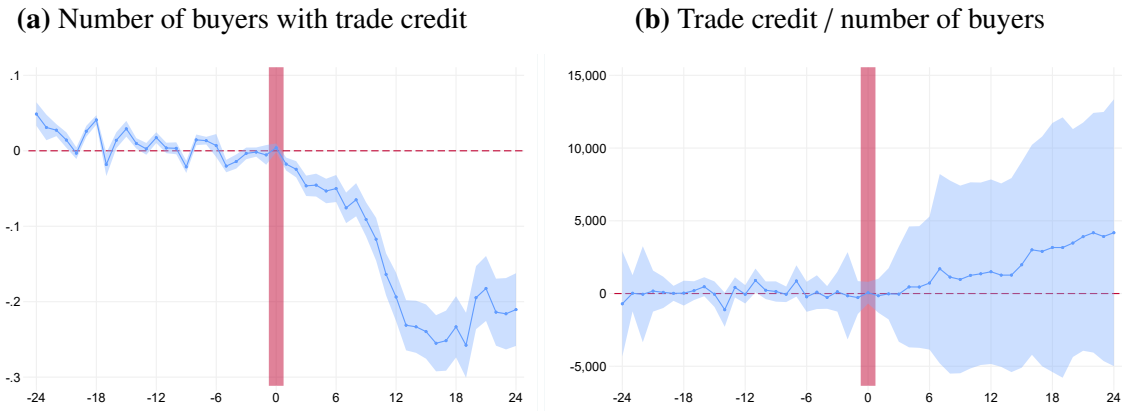 (a) Number of buyers with trade credit
.1
0
-.1
-.2
-.3
-24 -18 -12 -6 0 6 12 18 24
(b) Trade credit / number of buyers
15,000
10,000
5,000
0
-5,000
-24 -18 -12 -6 0 6 12 18 24